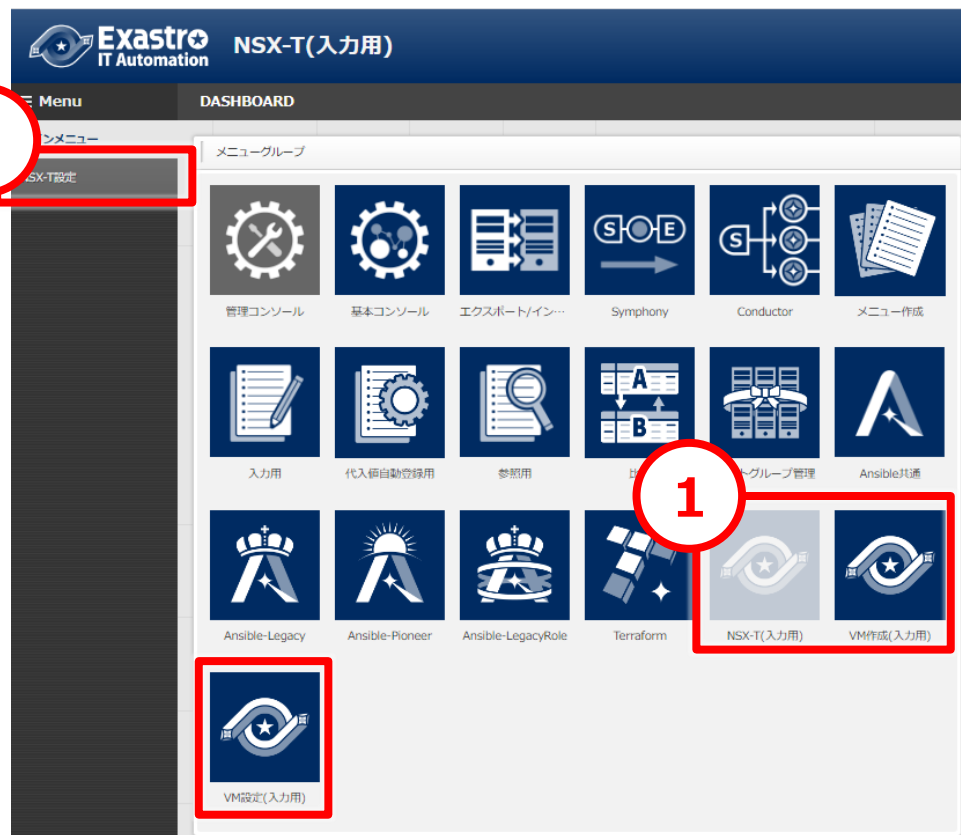 Exastro
IT Automation
NSX-T(入力用)
Menu
DASHBOARD
ンメニュー
メニューグループ
SX-T設定
S E
S
管理コンソール
基本コンソール
エクスポート/イン…
Symphony
Conductor
メニュー作成
A
B
入力用
代入値自動登録用
参照用
トグループ管理
Ansible共通
1
Ansible-Legacy
Ansible-Pioneer
Ansible-LegacyRole
Terraform
NSX-T(入力用)
VM作成(入力用)
VM設定(入力用)